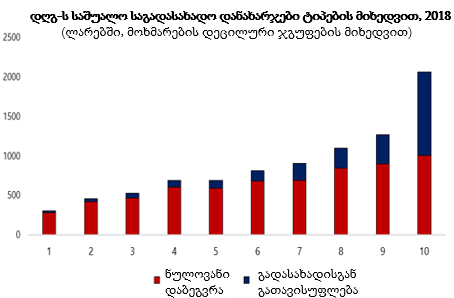 დღგ-ს საშუალო საგადასახადო დანახარჯები ტიპების მიხედვით, 2018
(ლარებში, მოხმარების დეცილური ჯგუფების მიხედვით)
2500
2000
1500
1000
500
0
1 2 3 4 5 6 7 8 9 10
ნულოვანი დაბეგვრა
გადასახადისგან გათავისუფლება